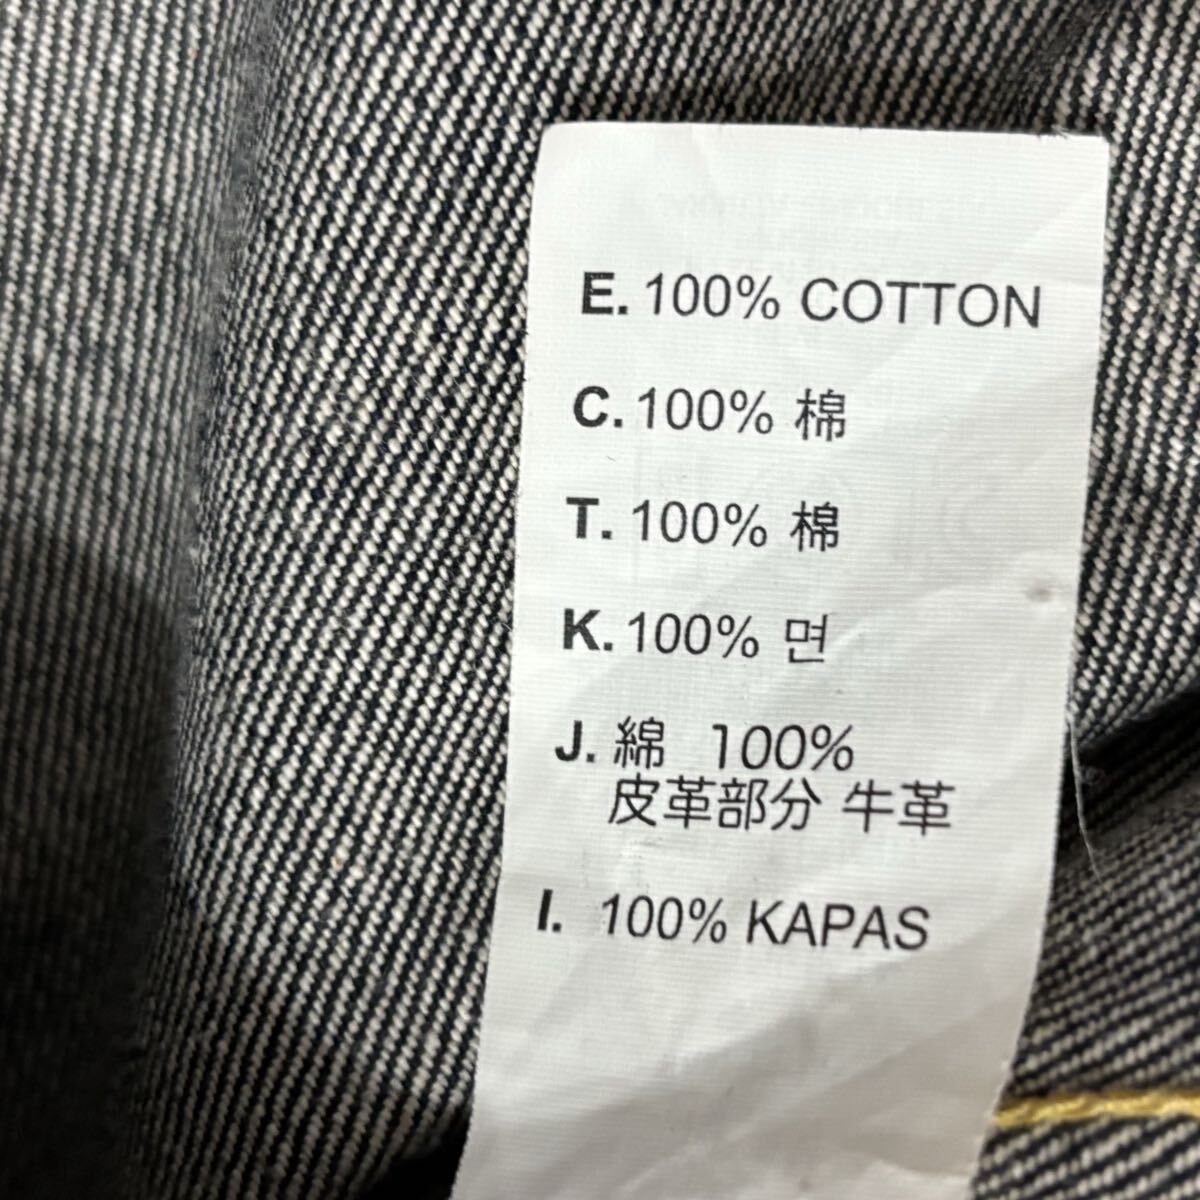 E. 100% COTTON
C. 100% 棉
T. 100% 棉
K. 100% 면
J. 綿 100%
皮革部分 牛革
I. 100% KAPAS